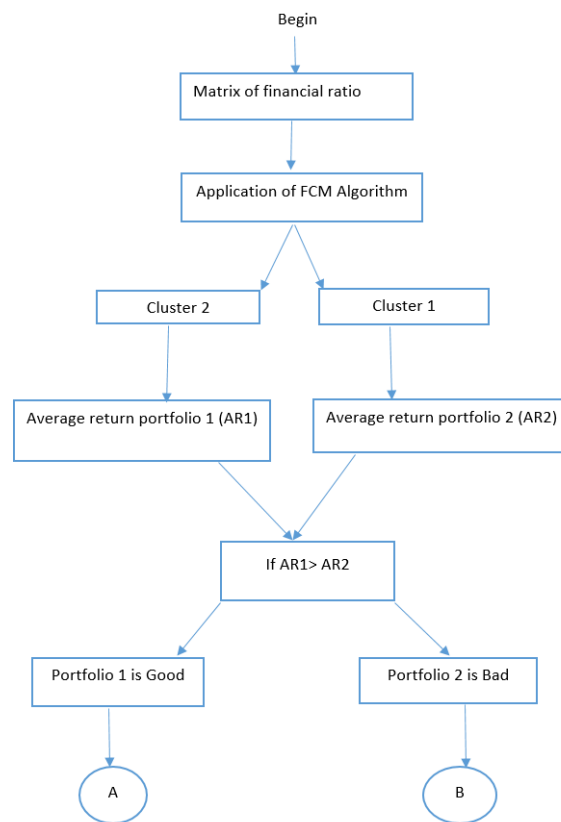 Begin
Matrix of financial ratio
Application of FCM Algorithm
Cluster 2
Cluster 1
Average return portfolio 1 (AR1)
Average return portfolio 2 (AR2)
If AR1> AR2
Portfolio 1 is Good
Portfolio 2 is Bad
A
B